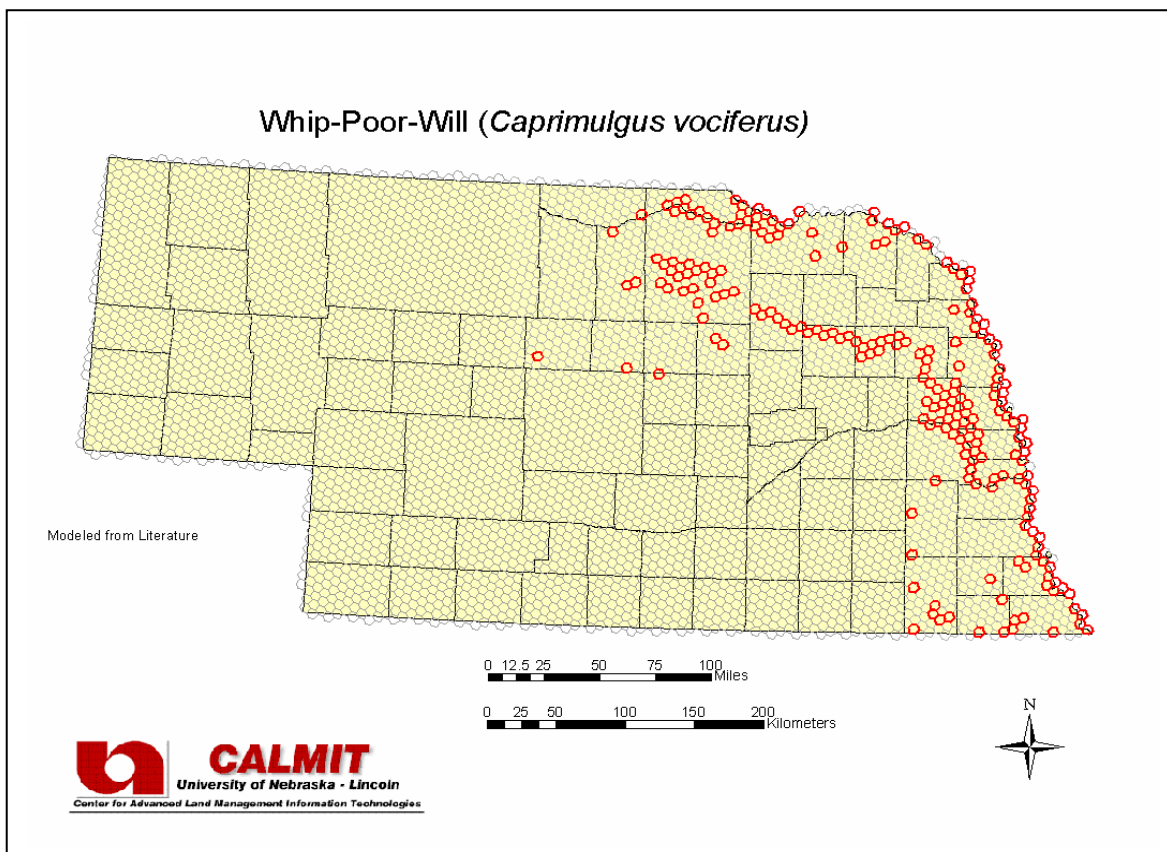 Whip-Poor-Will (Caprimulgus vociferus)
Modeled from Literature
0 12.5 25 50 75 100
Miles
0 25 50 100 150 200
Kilometers
N
CALMIT
University of Nebraska - Lincoln
Center for Advanced Land Management Information Technologies